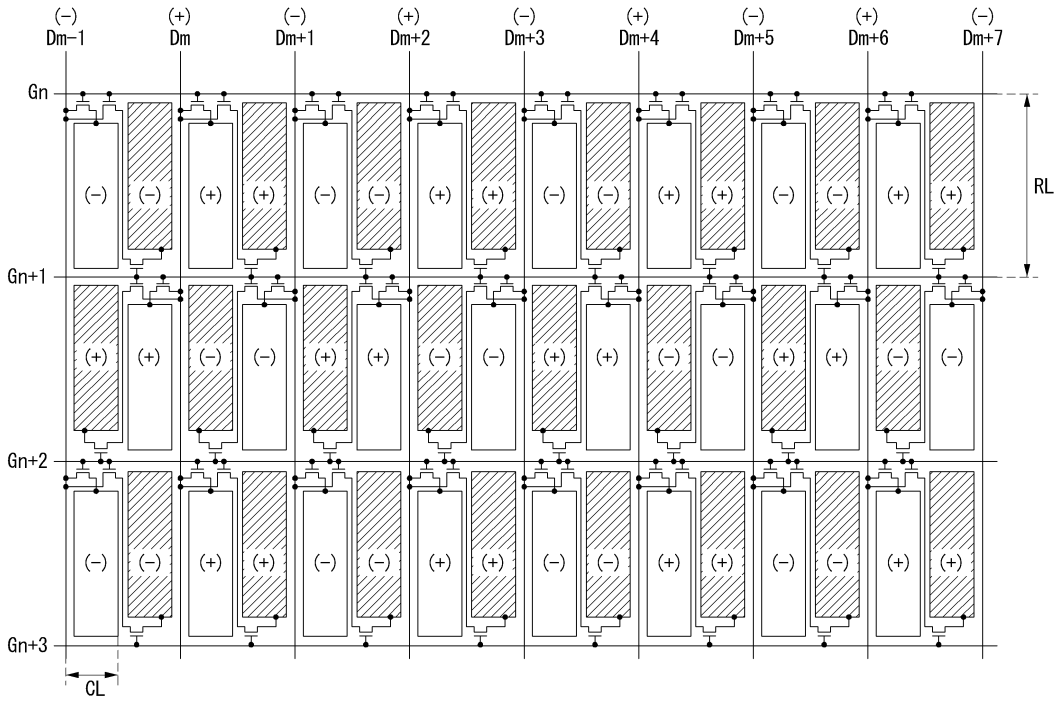 (−) (+) (−) (+) (−) (+) (−) (+) (−)
Dm−1 Dm Dm+1 Dm+2 Dm+3 Dm+4 Dm+5 Dm+6 Dm+7
Gn
(−) (−) (+) (+) (−) (−) (+) (+) (−) (−) (+) (+) (−) (−) (+) (+)
RL
Gn+1
(+) (+) (−) (−) (+) (+) (−) (−) (+) (+) (−) (−) (+) (+) (−) (−)
Gn+2
(−) (−) (+) (+) (−) (−) (+) (+) (−) (−) (+) (+) (−) (−) (+) (+)
Gn+3
CL